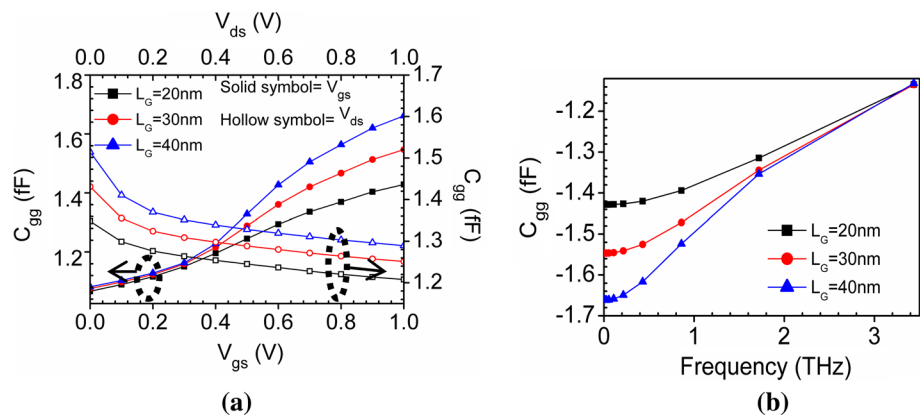 V_ds (V)
0.0 0.2 0.4 0.6 0.8 1.0
1.8
1.6
1.4
1.2
C_gg (fF)
L_G=20nm
L_G=30nm
L_G=40nm
Solid symbol= V_gs
Hollow symbol= V_ds
1.7
1.6
1.5
1.4
1.3
1.2
C_gg (fF)
0.0 0.2 0.4 0.6 0.8 1.0
V_gs (V)
(a)
-1.2
-1.3
-1.4
-1.5
-1.6
-1.7
C_gg (fF)
L_G=20nm
L_G=30nm
L_G=40nm
0 1 2 3
Frequency (THz)
(b)